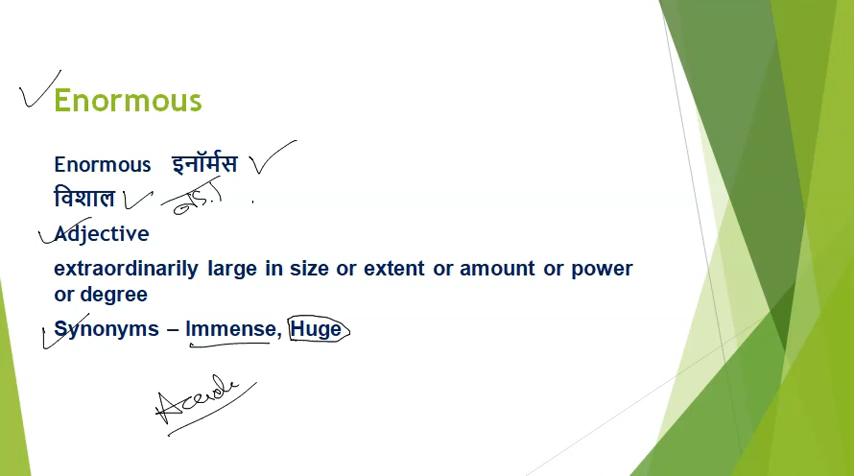 Enormous
Enormous इनॉर्मस
विशाल
Adjective
extraordinarily large in size or extent or amount or power
or degree
Synonyms – Immense, Huge